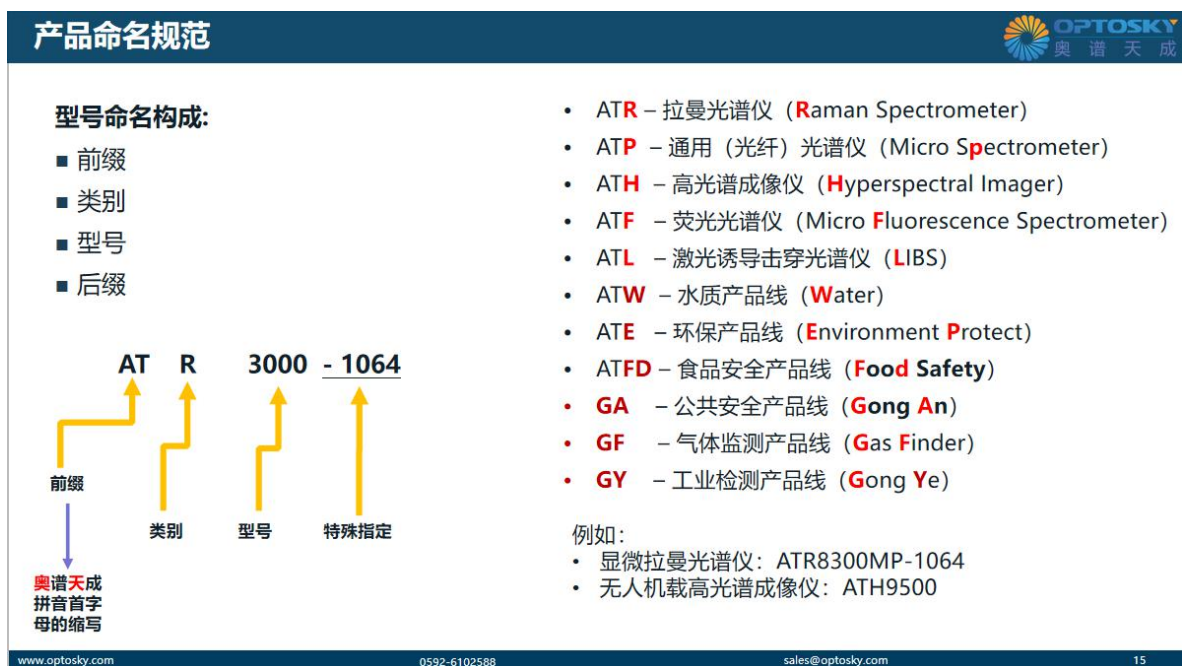 产品命名规范
OPTOSKY
奥谱天成
型号命名构成:
■ 前缀
■ 类别
■ 型号
■ 后缀
AT R 3000 - 1064
前缀
类别
型号
特殊指定
奥谱天成
拼音首字
母的缩写
• ATR – 拉曼光谱仪（Raman Spectrometer）
• ATP – 通用（光纤）光谱仪（Micro Spectrometer）
• ATH – 高光谱成像仪（Hyperspectral Imager）
• ATF – 荧光光谱仪（Micro Fluorescence Spectrometer）
• ATL – 激光诱导击穿光谱仪（LIBS）
• ATW – 水质产品线（Water）
• ATE – 环保产品线（Environment Protect）
• ATFD – 食品安全产品线（Food Safety）
• GA – 公共安全产品线（Gong An）
• GF – 气体监测产品线（Gas Finder）
• GY – 工业检测产品线（Gong Ye）
例如：
• 显微拉曼光谱仪：ATR8300MP-1064
• 无人机载高光谱成像仪：ATH9500
www.optosky.com
0592-6102588
sales@optosky.com
15